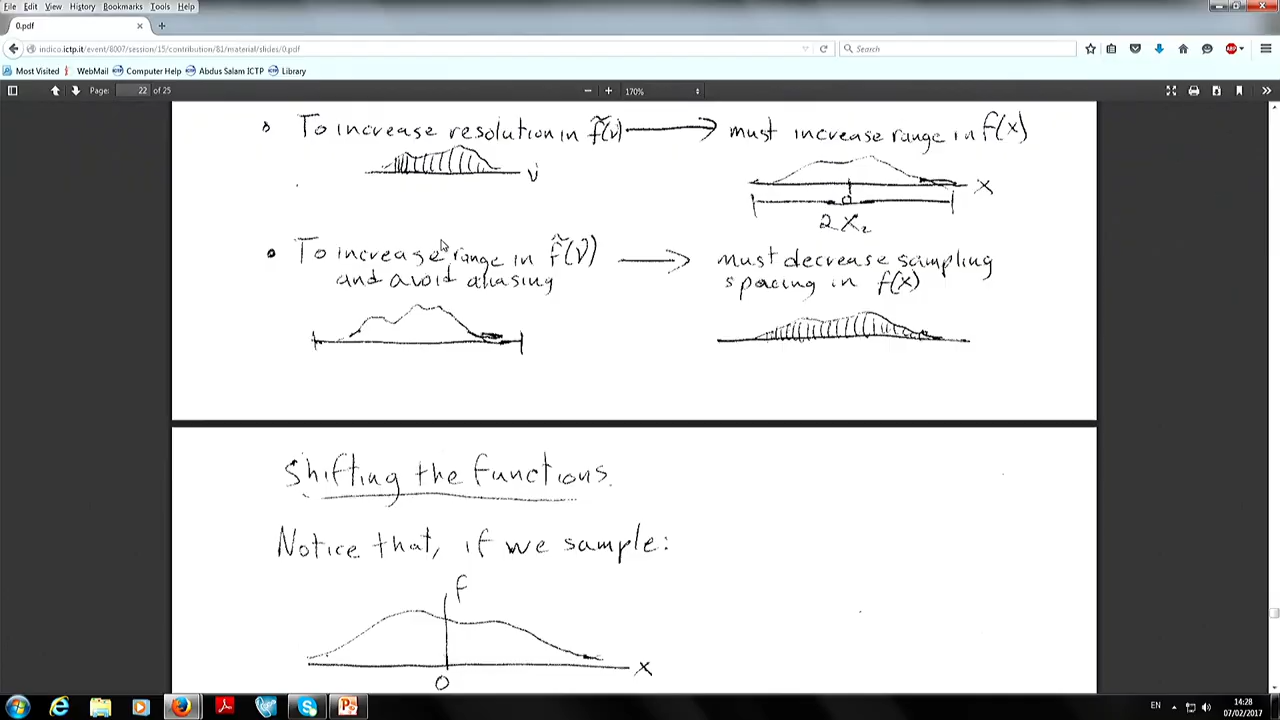 File Edit View History Bookmarks Tools Help
0.pdf
indico.ictp.it/event/8007/session/15/contribution/81/material/slides/0.pdf
Search
Most Visited WebMail Computer Help Abdus Salam ICTP Library
Page: 22 of 25
170%
To increase resolution in f̃(ν) → must increase range in f(x)
ν
x
0
2X₂
To increase range in f̃(ν) → must decrease sampling
and avoid aliasing spacing in f(x)
Shifting the functions.
Notice that, if we sample:
f
x
0
EN
14:28
07/02/2017